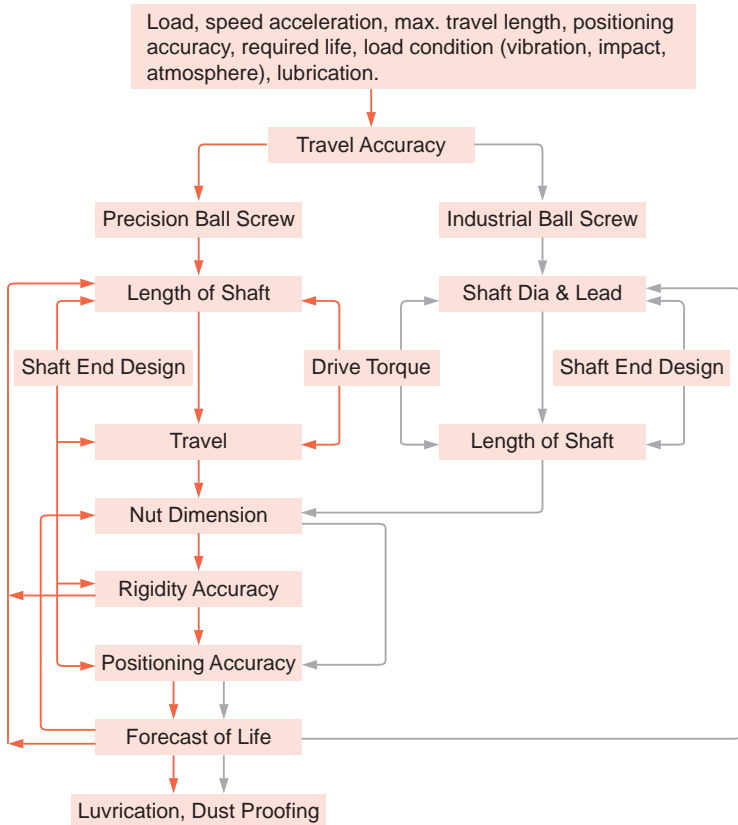 Load, speed acceleration, max. travel length, positioning
accuracy, required life, load condition (vibration, impact,
atmosphere), lubrication.
Travel Accuracy
Precision Ball Screw
Industrial Ball Screw
Length of Shaft
Shaft Dia & Lead
Shaft End Design
Drive Torque
Shaft End Design
Travel
Length of Shaft
Nut Dimension
Rigidity Accuracy
Positioning Accuracy
Forecast of Life
Luvrication, Dust Proofing